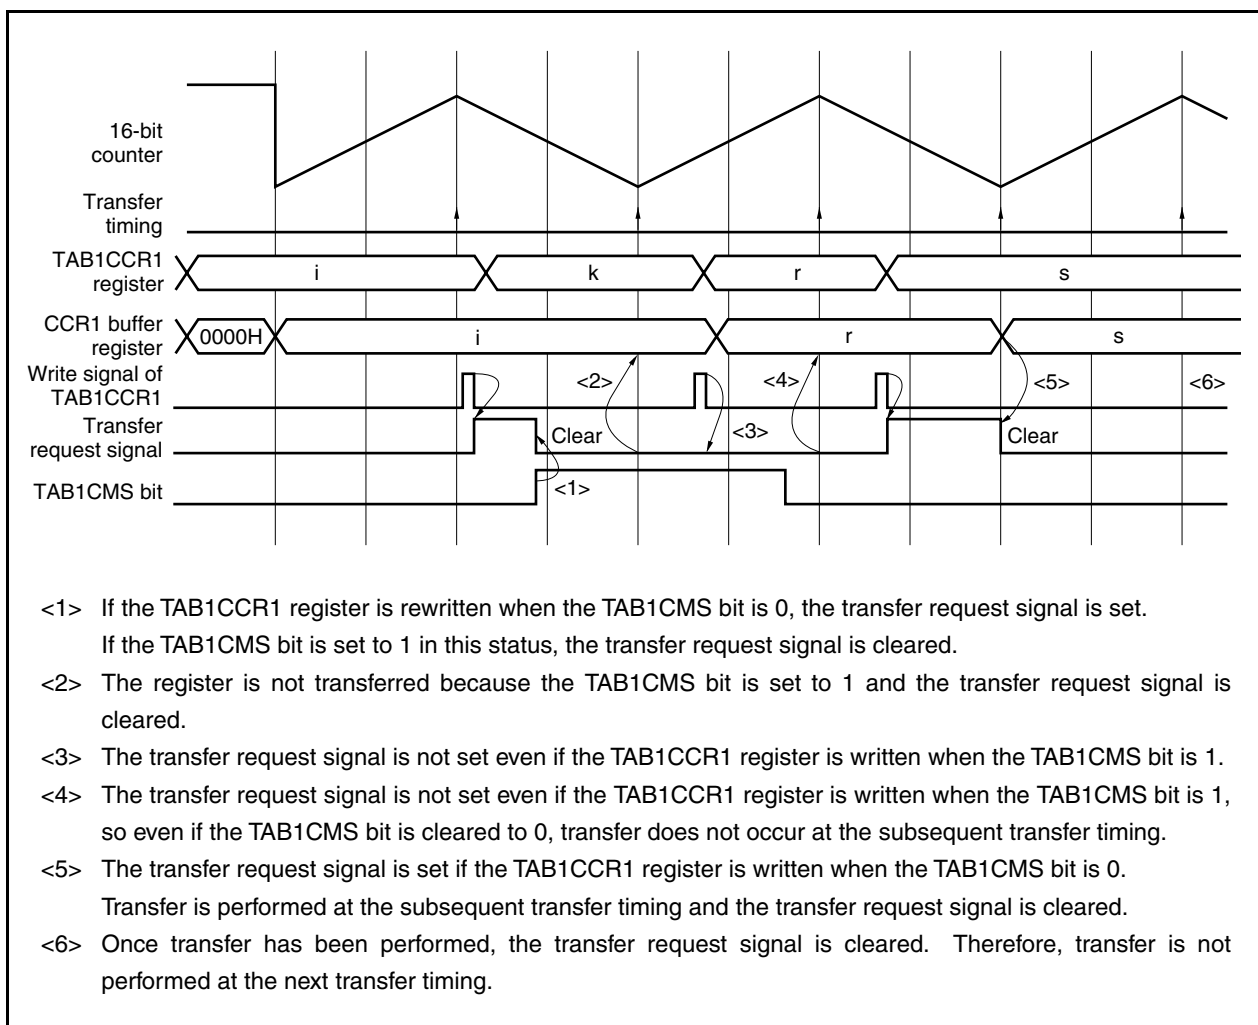 16-bit
counter
Transfer
timing
TAB1CCR1
register
i
k
r
s
CCR1 buffer
register
0000H
i
r
s
Write signal of
TAB1CCR1
<2>
<4>
<5>
<6>
Transfer
request signal
Clear
<3>
Clear
TAB1CMS bit
<1>
<1> If the TAB1CCR1 register is rewritten when the TAB1CMS bit is 0, the transfer request signal is set.
If the TAB1CMS bit is set to 1 in this status, the transfer request signal is cleared.
<2> The register is not transferred because the TAB1CMS bit is set to 1 and the transfer request signal is
cleared.
<3> The transfer request signal is not set even if the TAB1CCR1 register is written when the TAB1CMS bit is 1.
<4> The transfer request signal is not set even if the TAB1CCR1 register is written when the TAB1CMS bit is 1,
so even if the TAB1CMS bit is cleared to 0, transfer does not occur at the subsequent transfer timing.
<5> The transfer request signal is set if the TAB1CCR1 register is written when the TAB1CMS bit is 0.
Transfer is performed at the subsequent transfer timing and the transfer request signal is cleared.
<6> Once transfer has been performed, the transfer request signal is cleared. Therefore, transfer is not
performed at the next transfer timing.